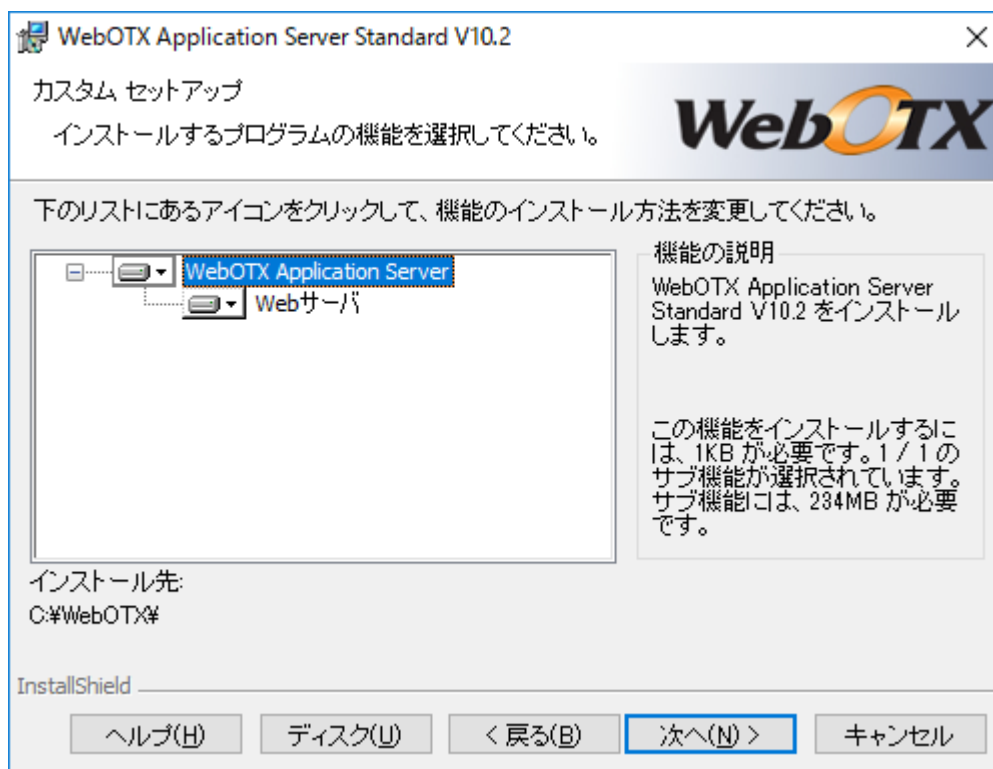 WebOTX Application Server Standard V10.2
カスタム セットアップ
インストールするプログラムの機能を選択してください。
WebOTX
下のリストにあるアイコンをクリックして、機能のインストール方法を変更してください。
WebOTX Application Server
Webサーバ
機能の説明
WebOTX Application Server
Standard V10.2 をインストール
します。
この機能をインストールするに
は、1KB が必要です。1 / 1 の
サブ機能が選択されています。
サブ機能には、234MB が必要
です。
インストール先:
C:¥WebOTX¥
InstallShield
ヘルプ(H)
ディスク(U)
< 戻る(B)
次へ(N) >
キャンセル